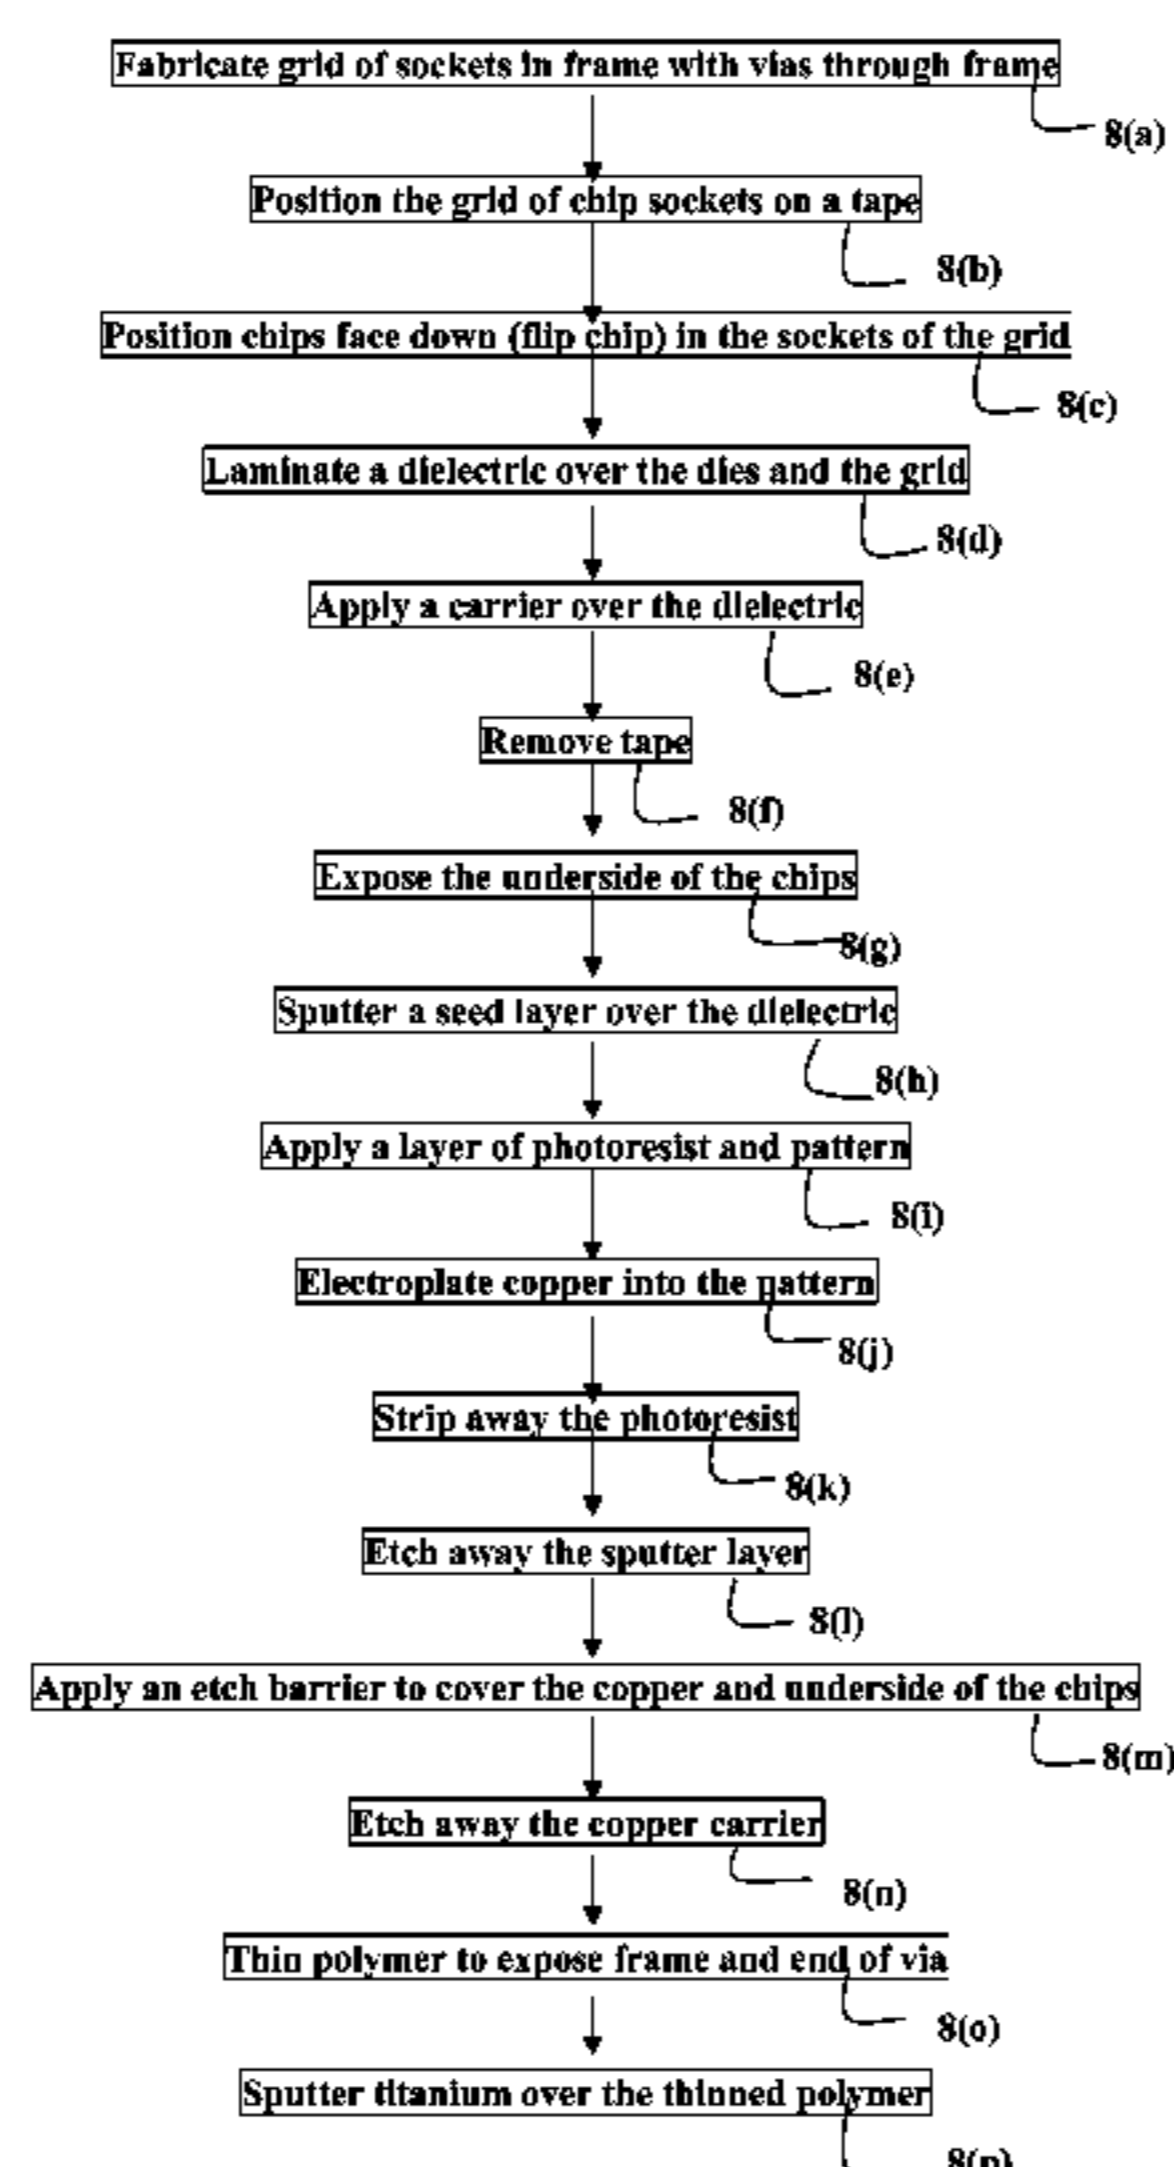 Fabricate grid of sockets in frame with vias through frame
8(a)
Position the grid of chip sockets on a tape
8(b)
Position chips face down (flip chip) in the sockets of the grid
8(c)
Laminate a dielectric over the dies and the grid
8(d)
Apply a carrier over the dielectric
8(e)
Remove tape
8(f)
Expose the underside of the chips
8(g)
Sputter a seed layer over the dielectric
8(h)
Apply a layer of photoresist and pattern
8(i)
Electroplate copper into the pattern
8(j)
Strip away the photoresist
8(k)
Etch away the sputter layer
8(l)
Apply an etch barrier to cover the copper and underside of the chips
8(m)
Etch away the copper carrier
8(n)
Thin polymer to expose frame and end of via
8(o)
Sputter titanium over the thinned polymer
8(p)